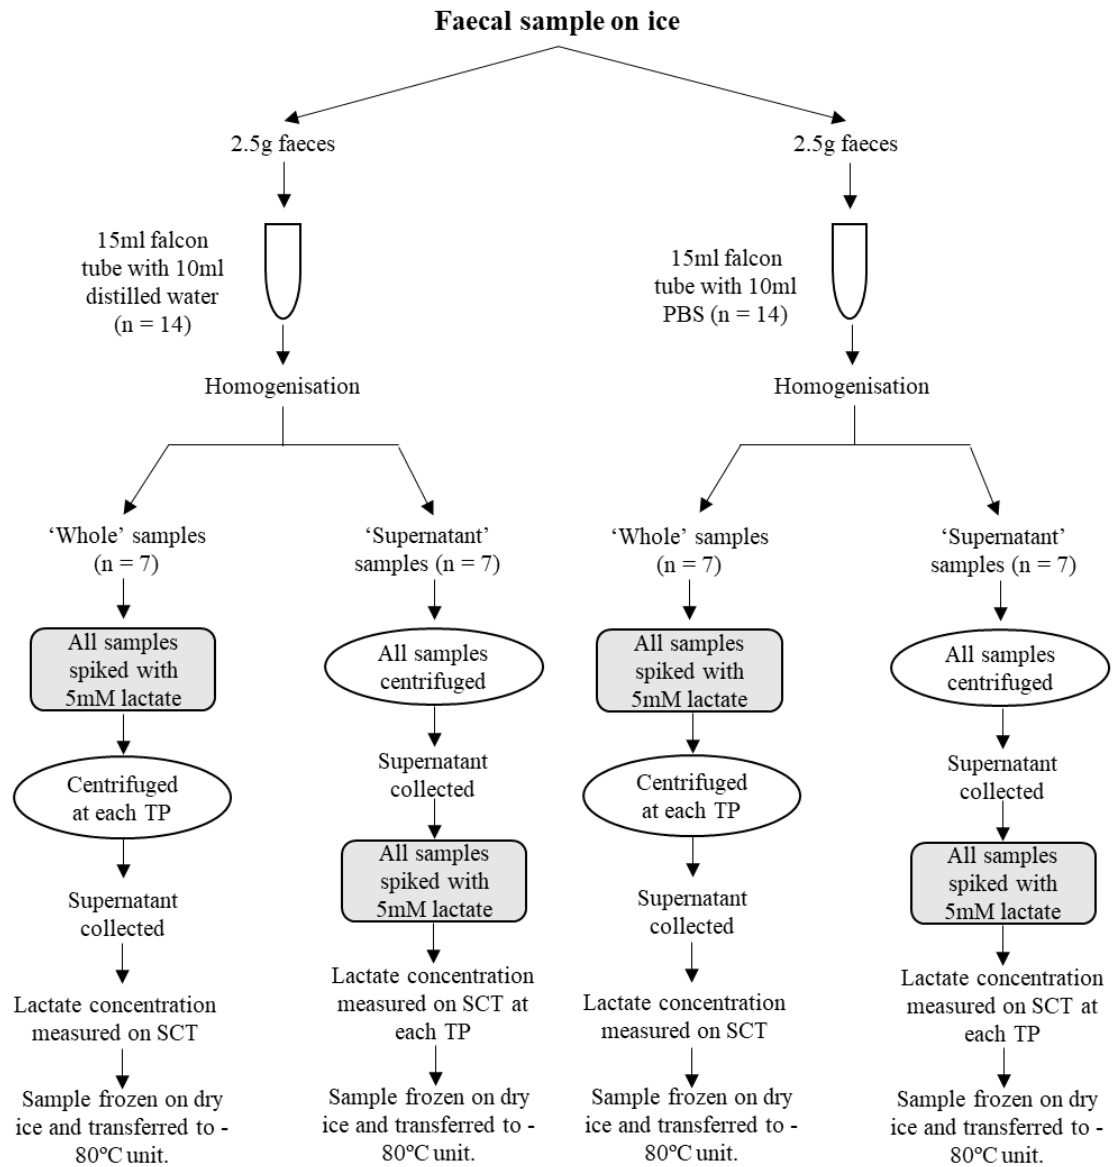 Faecal sample on ice
2.5g faeces
2.5g faeces
15ml falcon
tube with 10ml
distilled water
(n = 14)
15ml falcon
tube with 10ml
PBS (n = 14)
Homogenisation
Homogenisation
‘Whole’ samples
(n = 7)
‘Supernatant’
samples (n = 7)
‘Whole’ samples
(n = 7)
‘Supernatant’
samples (n = 7)
All samples
spiked with
5mM lactate
All samples
centrifuged
All samples
spiked with
5mM lactate
All samples
centrifuged
Centrifuged
at each TP
Supernatant
collected
Centrifuged
at each TP
Supernatant
collected
Supernatant
collected
All samples
spiked with
5mM lactate
Supernatant
collected
All samples
spiked with
5mM lactate
Lactate concentration
measured on SCT
Lactate concentration
measured on SCT at
each TP
Lactate concentration
measured on SCT
Lactate concentration
measured on SCT at
each TP
Sample frozen on dry
ice and transferred to -
80ºC unit.
Sample frozen on dry
ice and transferred to -
80ºC unit.
Sample frozen on dry
ice and transferred to -
80ºC unit.
Sample frozen on dry
ice and transferred to -
80ºC unit.